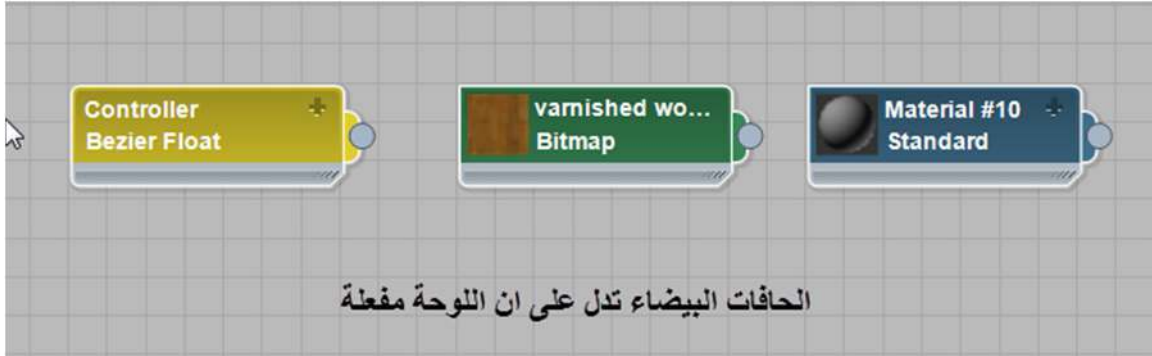 Controller
Bezier Float
varnished wo...
Bitmap
Material #10
Standard
الحافات البيضاء تدل على ان اللوحة مفعلة